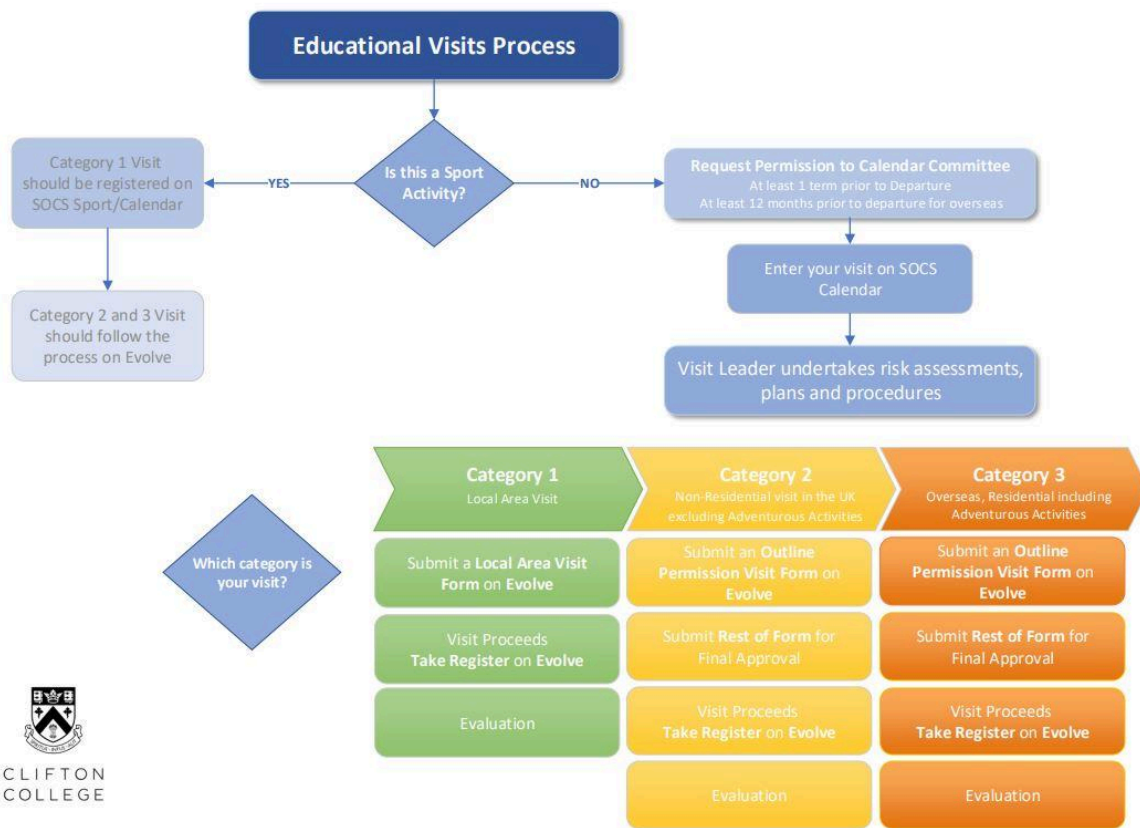 Educational Visits Process
Is this a Sport
Activity?
YES
NO
Category 1 Visit
should be registered on
SOCS Sport/Calendar
Category 2 and 3 Visit
should follow the
process on Evolve
Request Permission to Calendar Committee
At least 1 term prior to Departure
At least 12 months prior to departure for overseas
Enter your visit on SOCS
Calendar
Visit Leader undertakes risk assessments,
plans and procedures
Which category is
your visit?
Category 1
Local Area Visit
Submit a Local Area Visit
Form on Evolve
Visit Proceeds
Take Register on Evolve
Evaluation
Category 2
Non-Residential visit in the UK
excluding Adventurous Activities
Submit an Outline
Permission Visit Form on
Evolve
Submit Rest of Form for
Final Approval
Visit Proceeds
Take Register on Evolve
Evaluation
Category 3
Overseas, Residential including
Adventurous Activities
Submit an Outline
Permission Visit Form on
Evolve
Submit Rest of Form for
Final Approval
Visit Proceeds
Take Register on Evolve
Evaluation
CLIFTON
COLLEGE